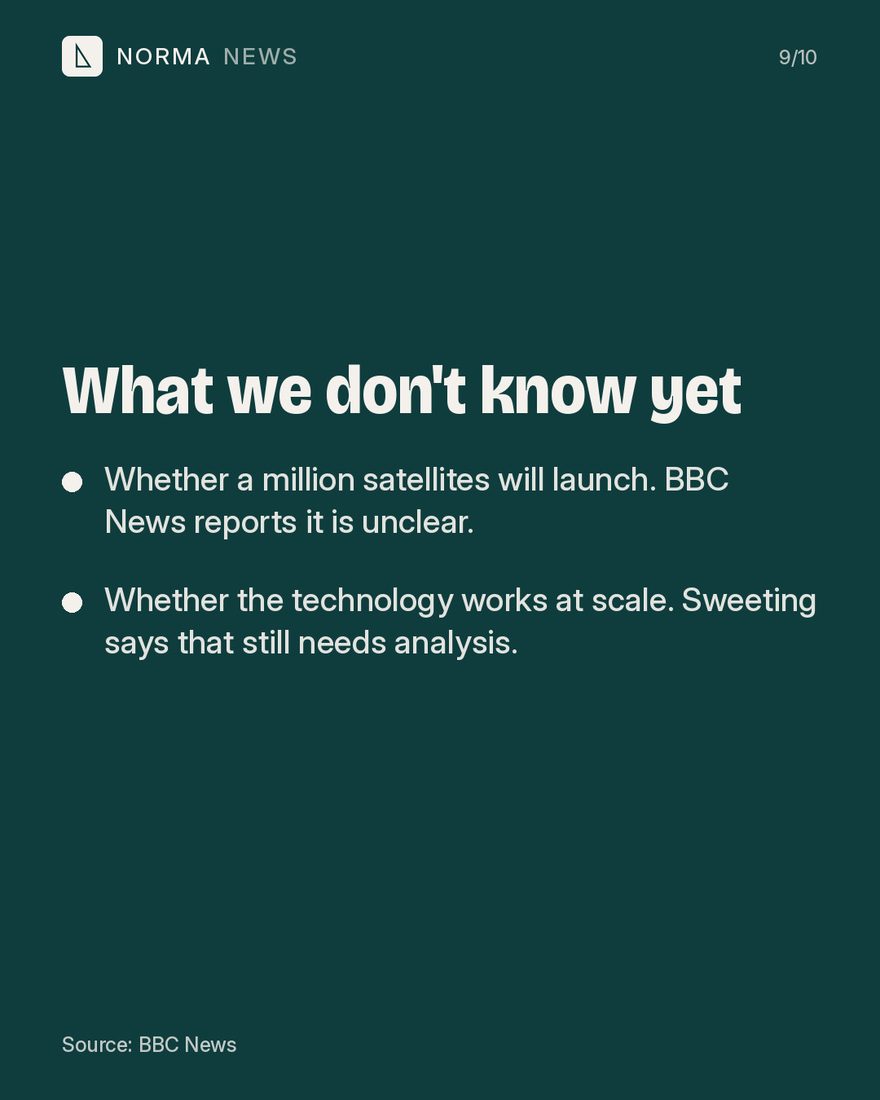 NORMA NEWS
9/10
What we don't know yet
Whether a million satellites will launch. BBC
News reports it is unclear.
Whether the technology works at scale. Sweeting
says that still needs analysis.
Source: BBC News